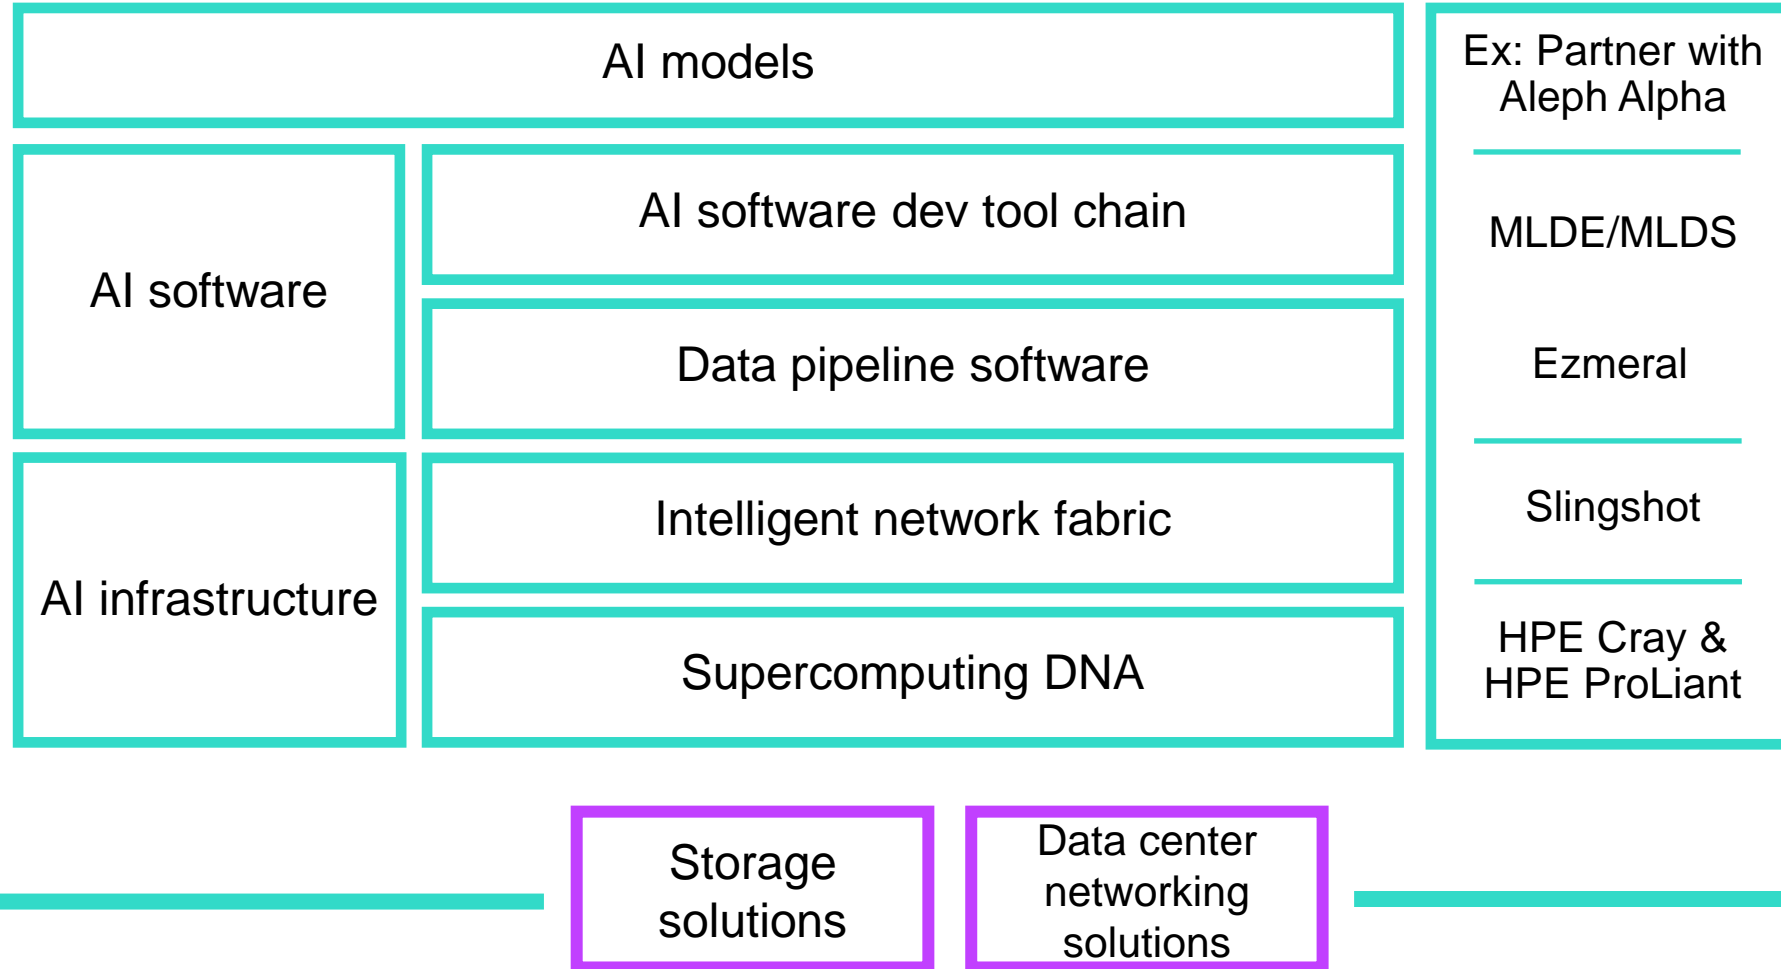 AI models
AI software
AI software dev tool chain
Data pipeline software
AI infrastructure
Intelligent network fabric
Supercomputing DNA
Ex: Partner with
Aleph Alpha
MLDE/MLDS
Ezmeral
Slingshot
HPE Cray &
HPE ProLiant
Storage
solutions
Data center
networking
solutions